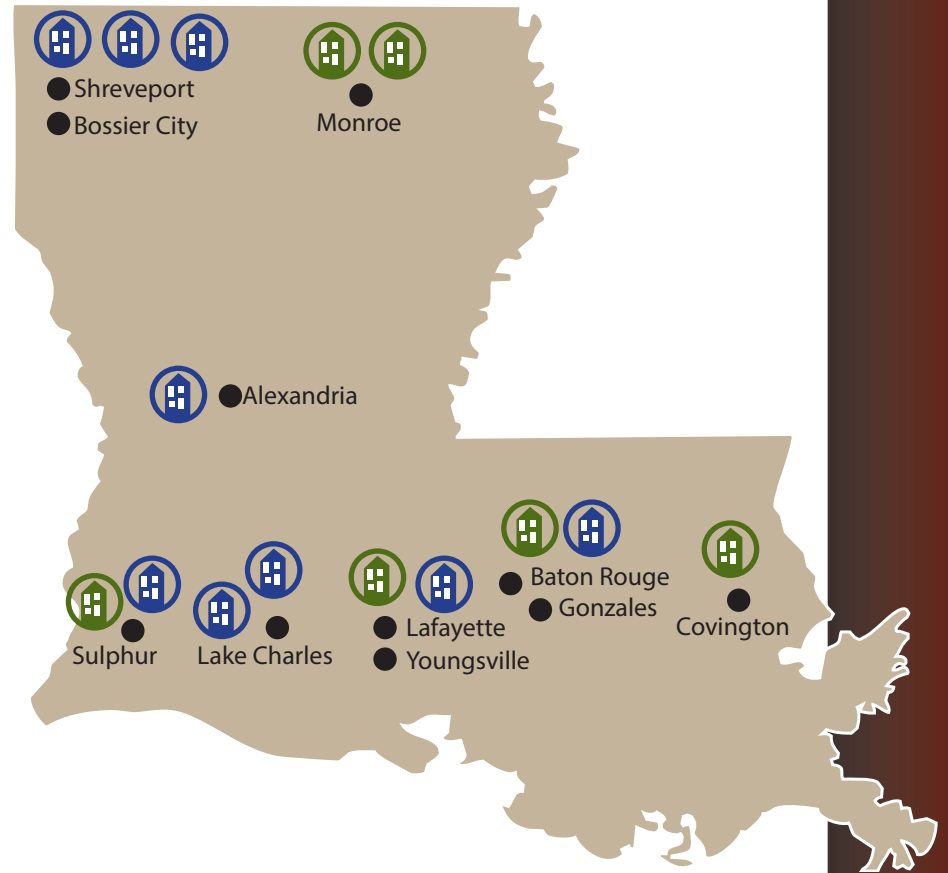 Shreveport
Bossier City
Monroe
Alexandria
Baton Rouge
Gonzales
Covington
Lafayette
Youngsville
Sulphur
Lake Charles